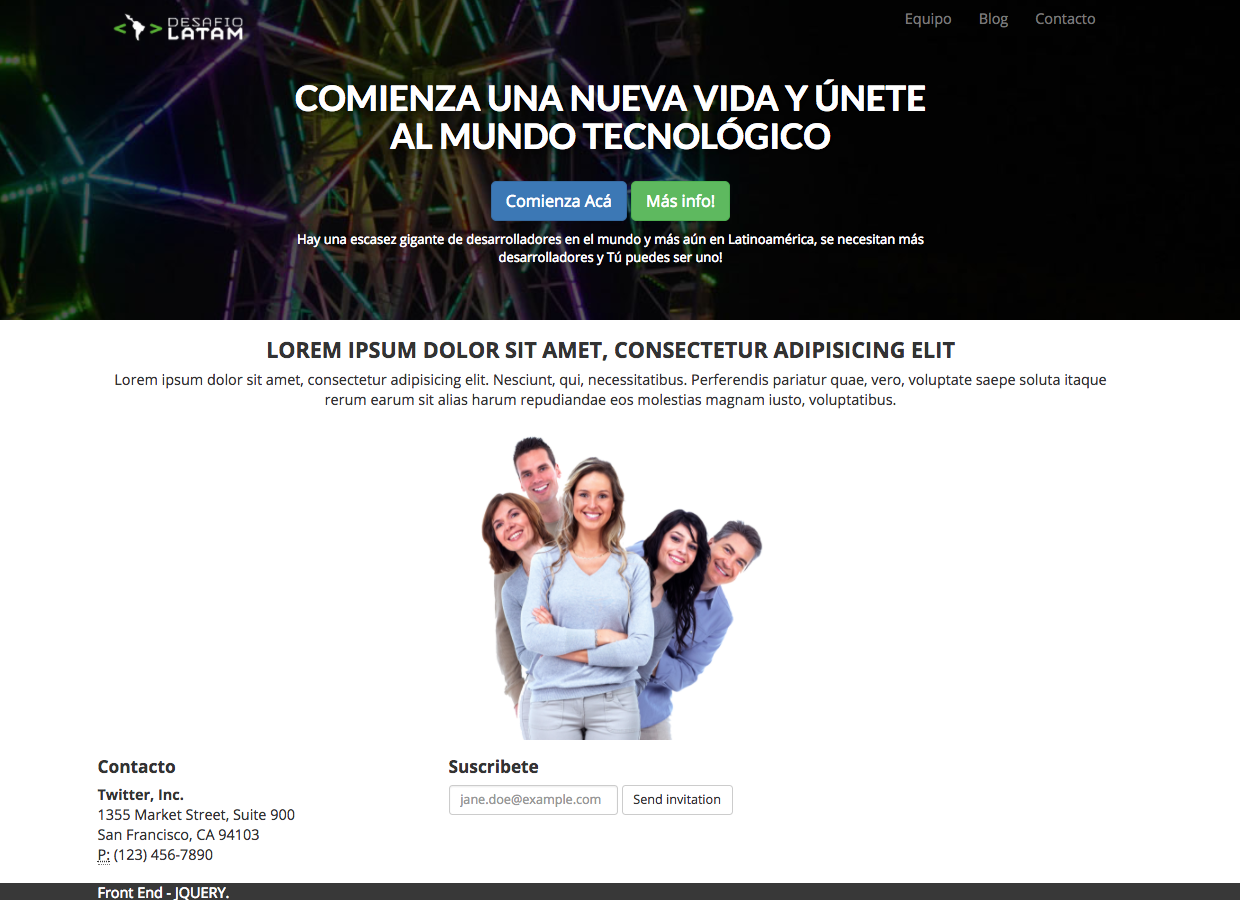 DESAFIO
LATAM
Equipo Blog Contacto
COMIENZA UNA NUEVA VIDA Y ÚNETE
AL MUNDO TECNOLÓGICO
Comienza Acá Más info!
Hay una escasez gigante de desarrolladores en el mundo y más aún en Latinoamérica, se necesitan más
desarrolladores y Tú puedes ser uno!
LOREM IPSUM DOLOR SIT AMET, CONSECTETUR ADIPISICING ELIT
Lorem ipsum dolor sit amet, consectetur adipisicing elit. Nesciunt, qui, necessitatibus. Perferendis pariatur quae, vero, voluptate saepe soluta itaque
rerum earum sit alias harum repudiandae eos molestias magnam iusto, voluptatibus.
Contacto
Twitter, Inc.
1355 Market Street, Suite 900
San Francisco, CA 94103
P: (123) 456-7890
Suscribete
jane.doe@example.com Send invitation
Front End - JQUERY.